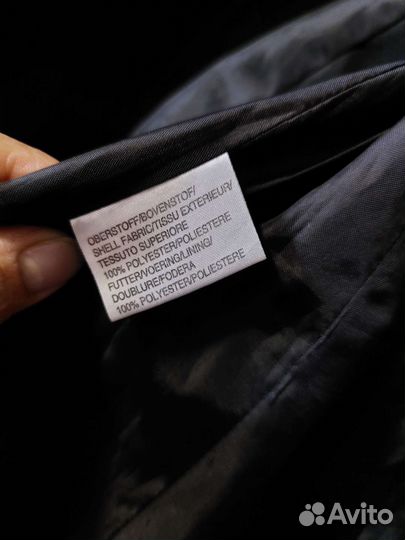 OBERSTOFF/BOVENSTOF/
SHELL FABRIC/TISSU EXTERIEUR/
TESSUTO SUPERIORE
100% POLYESTER/POLIESTERE
FUTTER/VOERING/LINING/
DOUBLURE/FODERA
100% POLYESTER/POLIESTERE
Avito